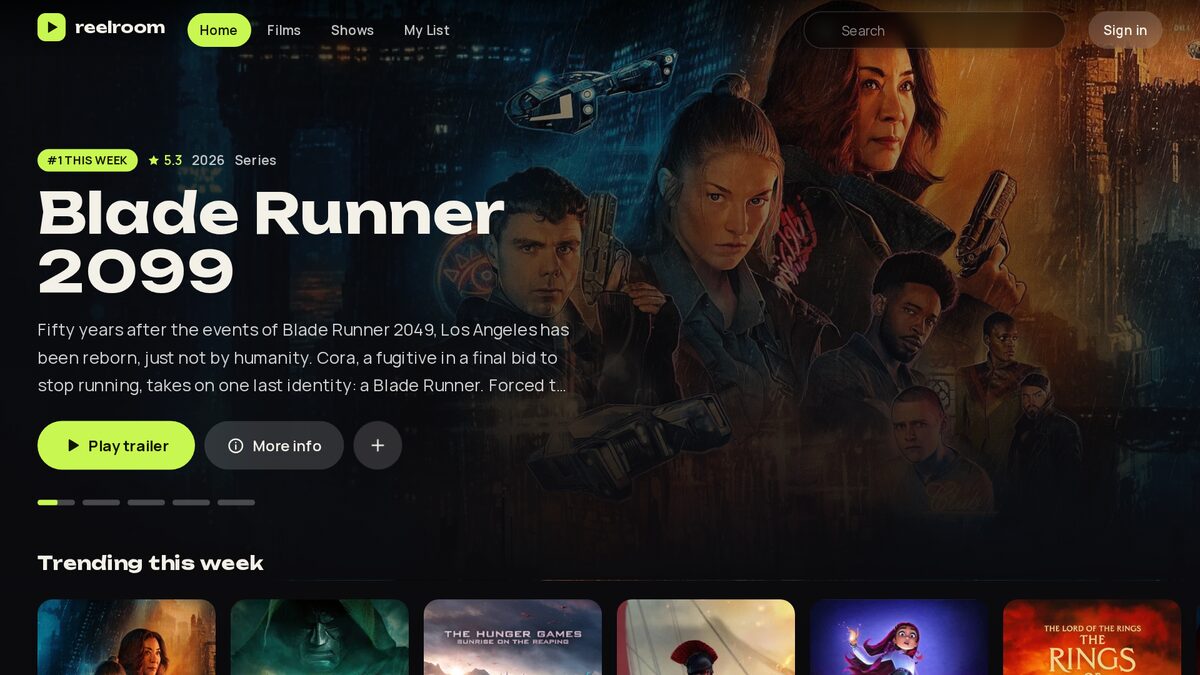 reelroom
Home
Films
Shows
My List
Search
Sign in
#1 THIS WEEK
★ 5.3
2026
Series
Blade Runner
2099
Fifty years after the events of Blade Runner 2049, Los Angeles has
been reborn, just not by humanity. Cora, a fugitive in a final bid to
stop running, takes on one last identity: a Blade Runner. Forced t...
Play trailer
More info
Trending this week
THE HUNGER GAMES
SUNRISE ON THE REAPING
THE LORD OF THE RINGS
THE
RINGS
OF